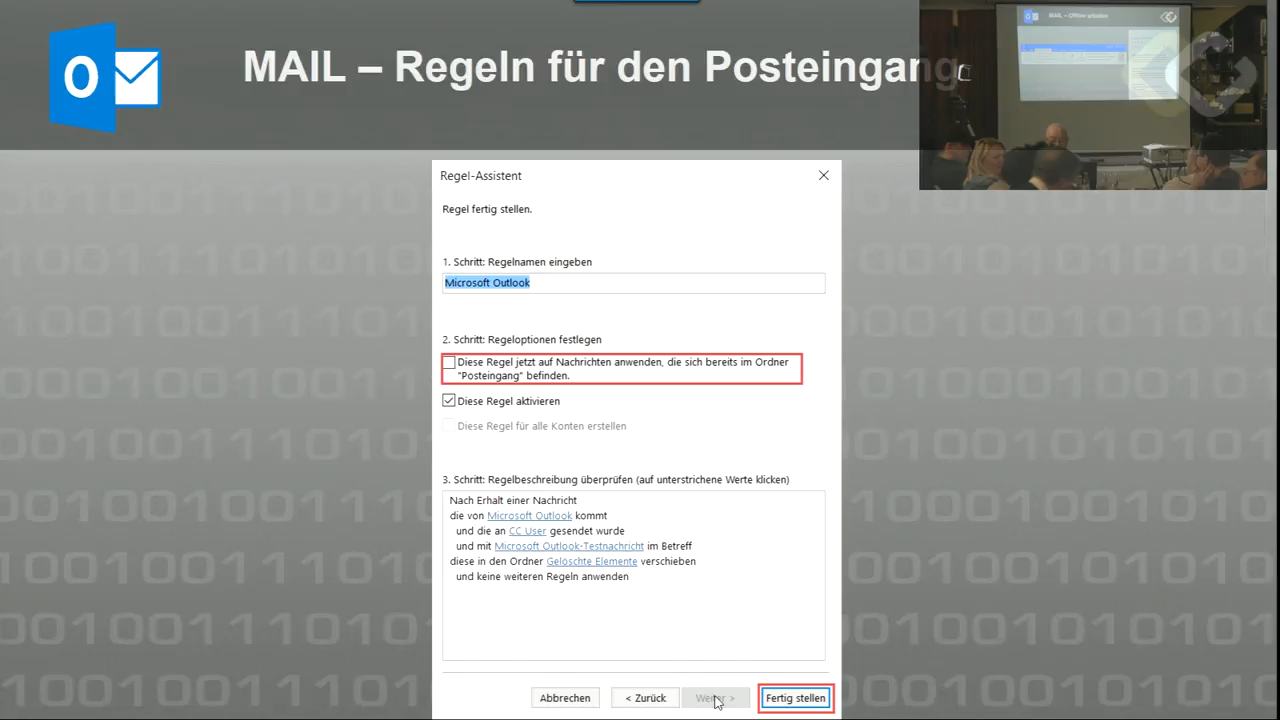 MAIL – Regeln für den Posteingang
MAIL – Offline arbeiten
Regel-Assistent
Regel fertig stellen.
1. Schritt: Regelnamen eingeben
Microsoft Outlook
2. Schritt: Regeloptionen festlegen
Diese Regel jetzt auf Nachrichten anwenden, die sich bereits im Ordner
"Posteingang" befinden.
Diese Regel aktivieren
Diese Regel für alle Konten erstellen
3. Schritt: Regelbeschreibung überprüfen (auf unterstrichene Werte klicken)
Nach Erhalt einer Nachricht
die von Microsoft Outlook kommt
und die an CC User gesendet wurde
und mit Microsoft Outlook-Testnachricht im Betreff
diese in den Ordner Gelöschte Elemente verschieben
und keine weiteren Regeln anwenden
Abbrechen < Zurück Weiter > Fertig stellen